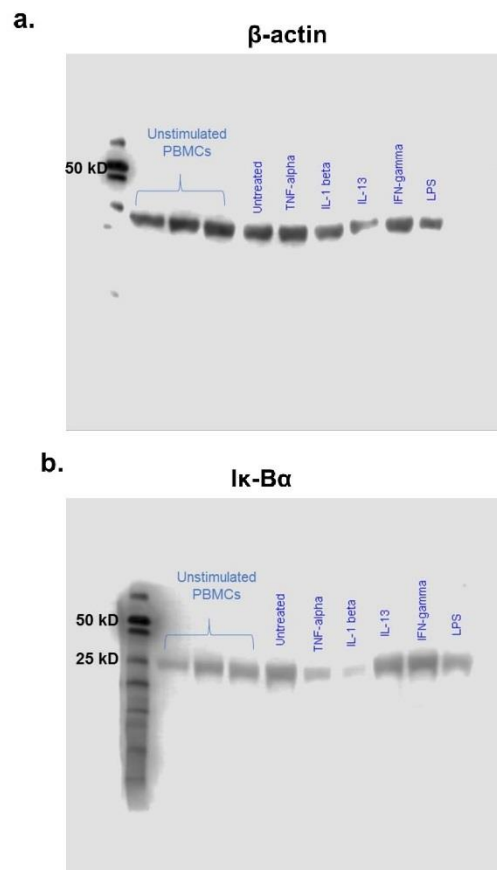 a.
β-actin
Unstimulated
PBMCs
50 kD
Untreated
TNF-alpha
IL-1 beta
IL-13
IFN-gamma
LPS
b.
Iκ-Bα
Unstimulated
PBMCs
Untreated
TNF-alpha
IL-1 beta
IL-13
IFN-gamma
LPS
50 kD
25 kD